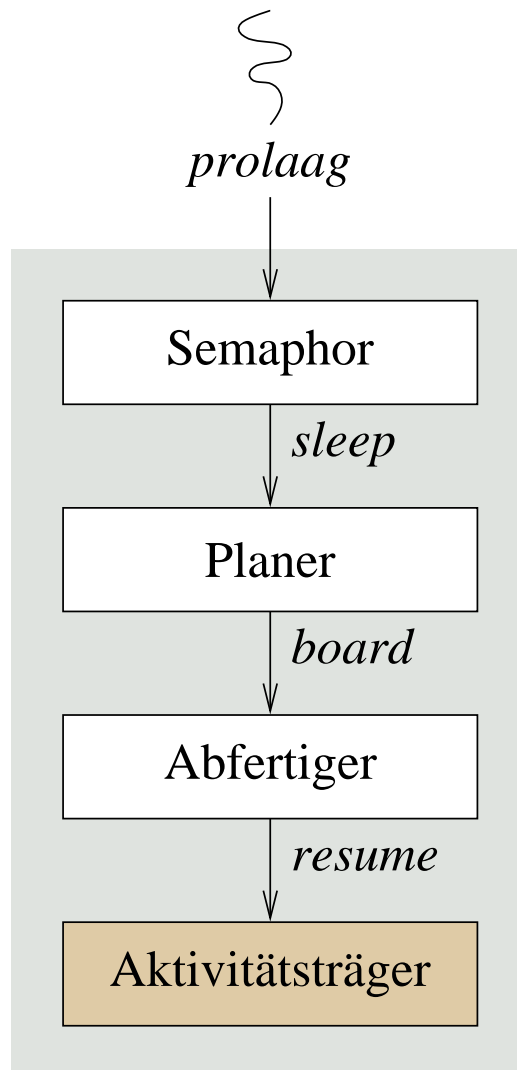 prolaag
Semaphor
sleep
Planer
board
Abfertiger
resume
Aktivitätsträger